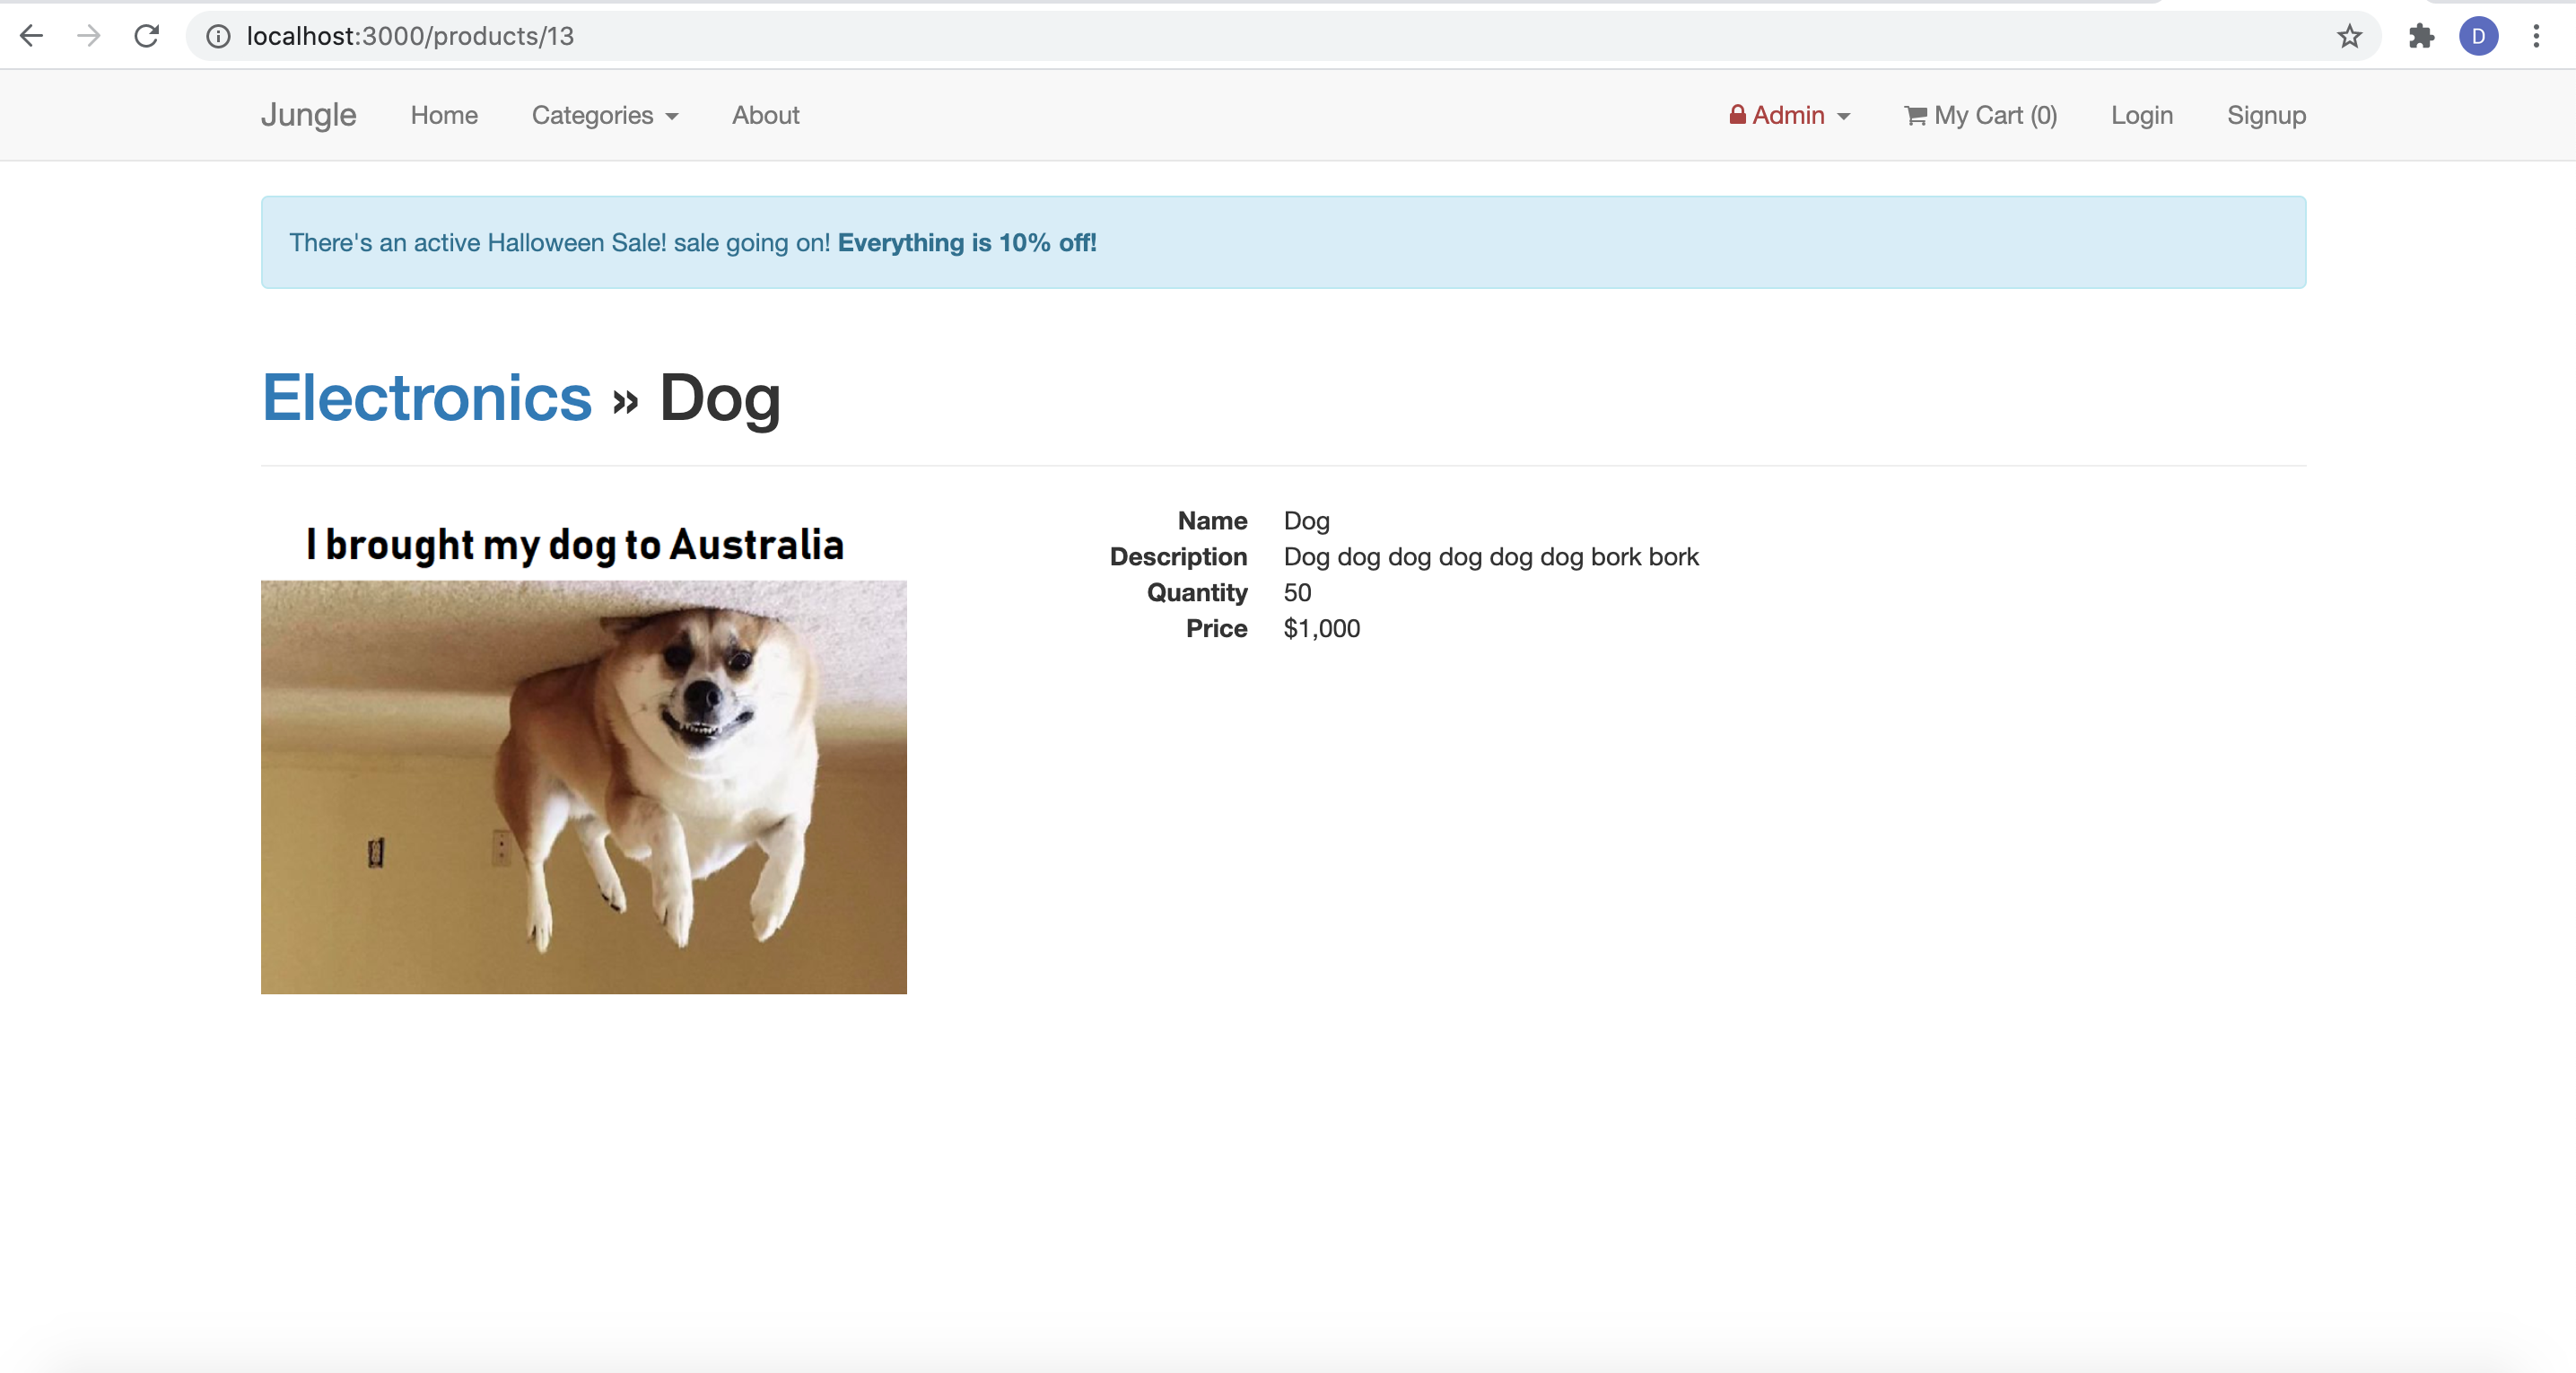 localhost:3000/products/13
D
Jungle Home Categories About Admin My Cart (0) Login Signup
There's an active Halloween Sale! sale going on! Everything is 10% off!
Electronics » Dog
I brought my dog to Australia
Name Dog
Description Dog dog dog dog dog dog bork bork
Quantity 50
Price $1,000